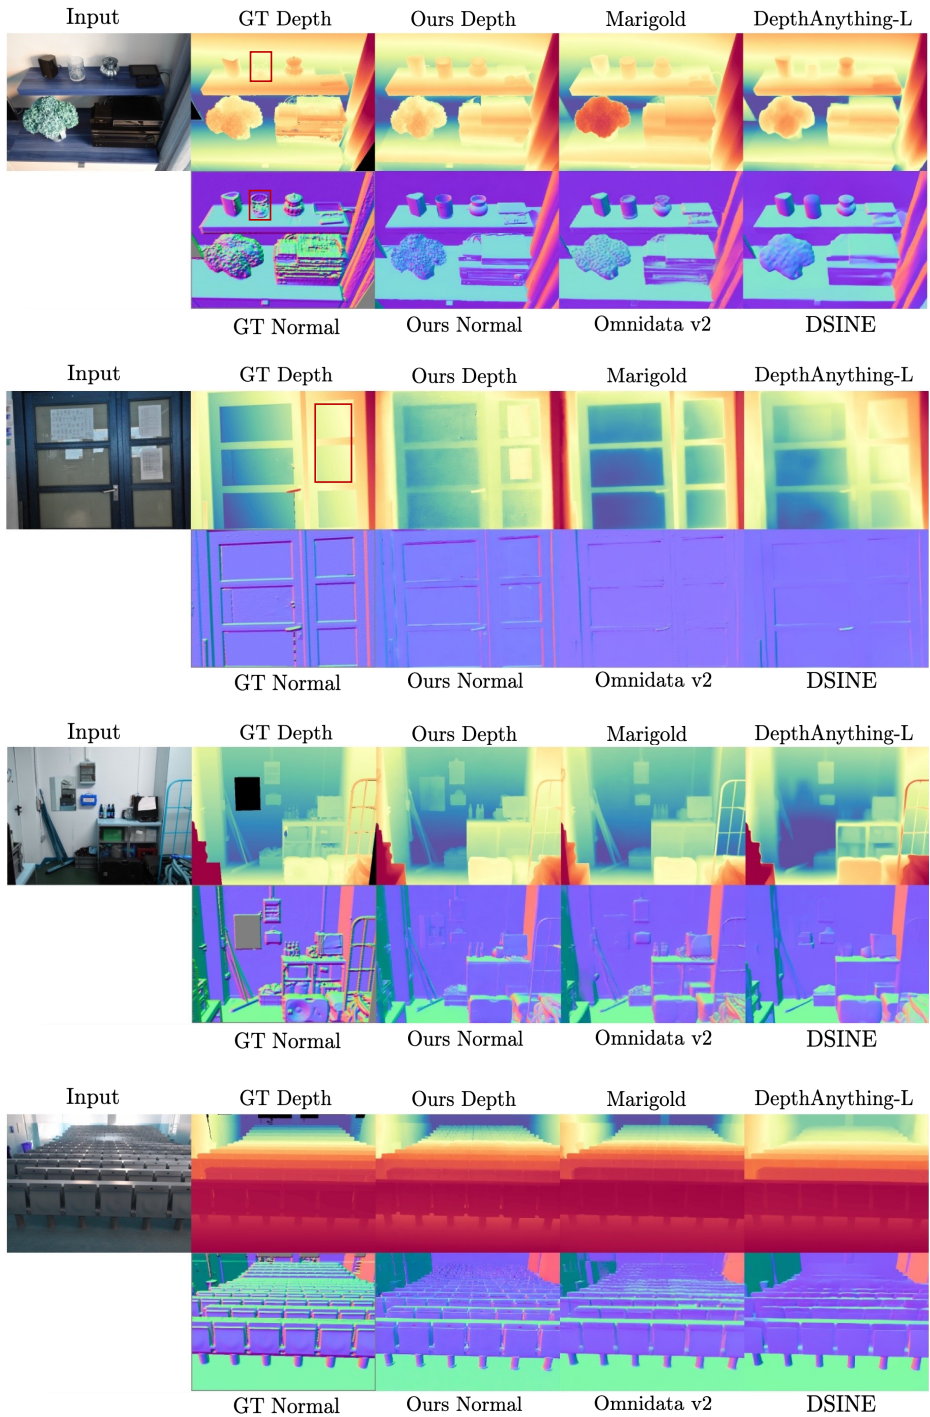 Input GT Depth Ours Depth Marigold DepthAnything-L
GT Normal Ours Normal Omnidata v2 DSINE
Input GT Depth Ours Depth Marigold DepthAnything-L
GT Normal Ours Normal Omnidata v2 DSINE
Input GT Depth Ours Depth Marigold DepthAnything-L
GT Normal Ours Normal Omnidata v2 DSINE
Input GT Depth Ours Depth Marigold DepthAnything-L
GT Normal Ours Normal Omnidata v2 DSINE